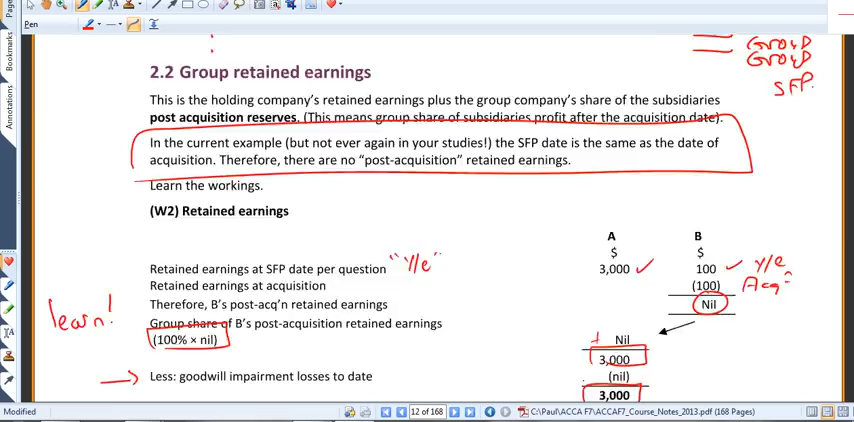 Page
Bookmarks
Annotations
Pen
GROUP
GROUP
SFP.
2.2 Group retained earnings
This is the holding company's retained earnings plus the group company's share of the subsidiaries
post acquisition reserves. (This means group share of subsidiaries profit after the acquisition date).
In the current example (but not ever again in your studies!) the SFP date is the same as the date of
acquisition. Therefore, there are no "post-acquisition" retained earnings.
Learn the workings.
(W2) Retained earnings
A B
$ $
Retained earnings at SFP date per question "Y/e" 3,000 100 Y/e
Retained earnings at acquisition (100) Acq:
Therefore, B's post-acq'n retained earnings Nil
learn!
Group share of B's post-acquisition retained earnings
(100% × nil) + Nil
3,000
Less: goodwill impairment losses to date (nil)
3,000
Modified 12 of 168 C:\Paul\ACCA F7\ACCAF7_Course_Notes_2013.pdf (168 Pages)